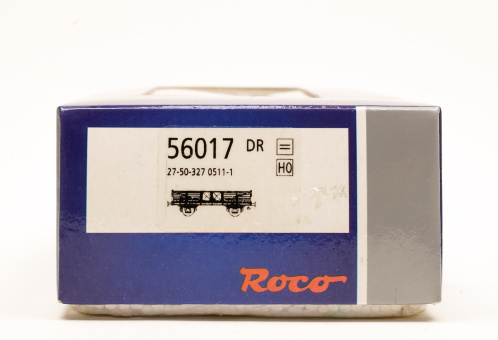 56017 DR =
27-50-327 0511-1 H0
Roco